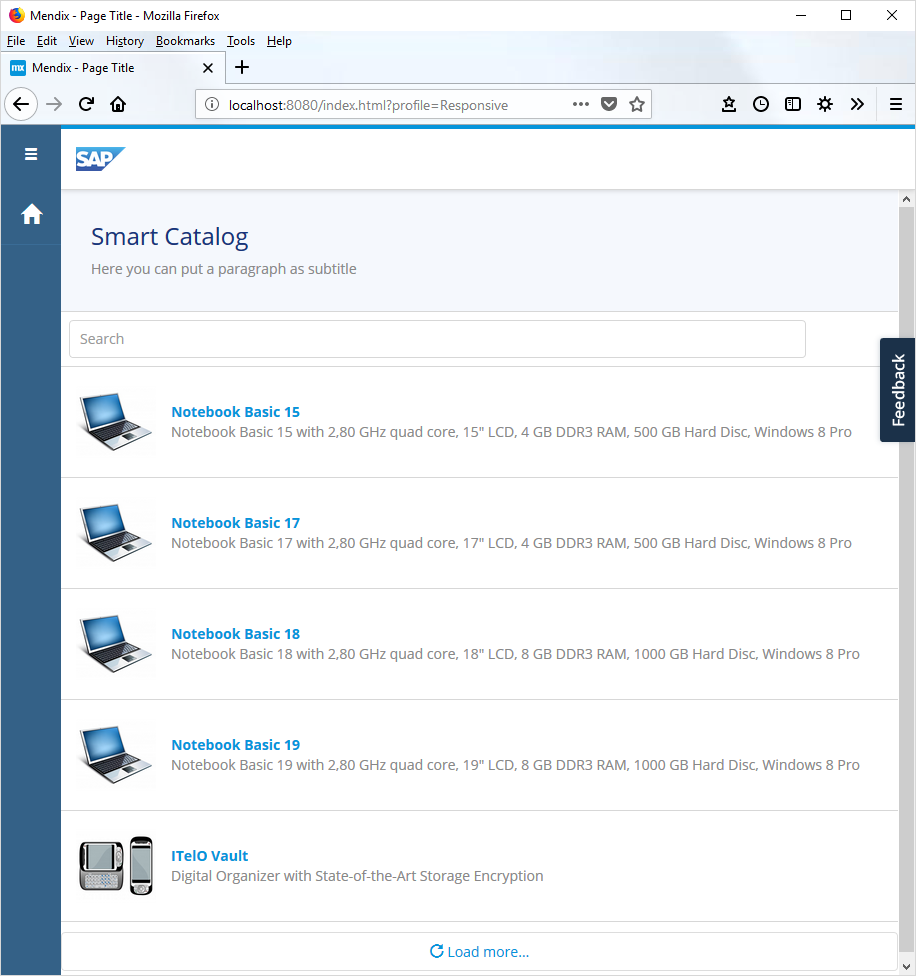 Mendix - Page Title - Mozilla Firefox
File Edit View History Bookmarks Tools Help
mx Mendix - Page Title
localhost:8080/index.html?profile=Responsive
SAP
Smart Catalog
Here you can put a paragraph as subtitle
Search
Feedback
Notebook Basic 15
Notebook Basic 15 with 2,80 GHz quad core, 15" LCD, 4 GB DDR3 RAM, 500 GB Hard Disc, Windows 8 Pro
Notebook Basic 17
Notebook Basic 17 with 2,80 GHz quad core, 17" LCD, 4 GB DDR3 RAM, 500 GB Hard Disc, Windows 8 Pro
Notebook Basic 18
Notebook Basic 18 with 2,80 GHz quad core, 18" LCD, 8 GB DDR3 RAM, 1000 GB Hard Disc, Windows 8 Pro
Notebook Basic 19
Notebook Basic 19 with 2,80 GHz quad core, 19" LCD, 8 GB DDR3 RAM, 1000 GB Hard Disc, Windows 8 Pro
ITelO Vault
Digital Organizer with State-of-the-Art Storage Encryption
Load more...